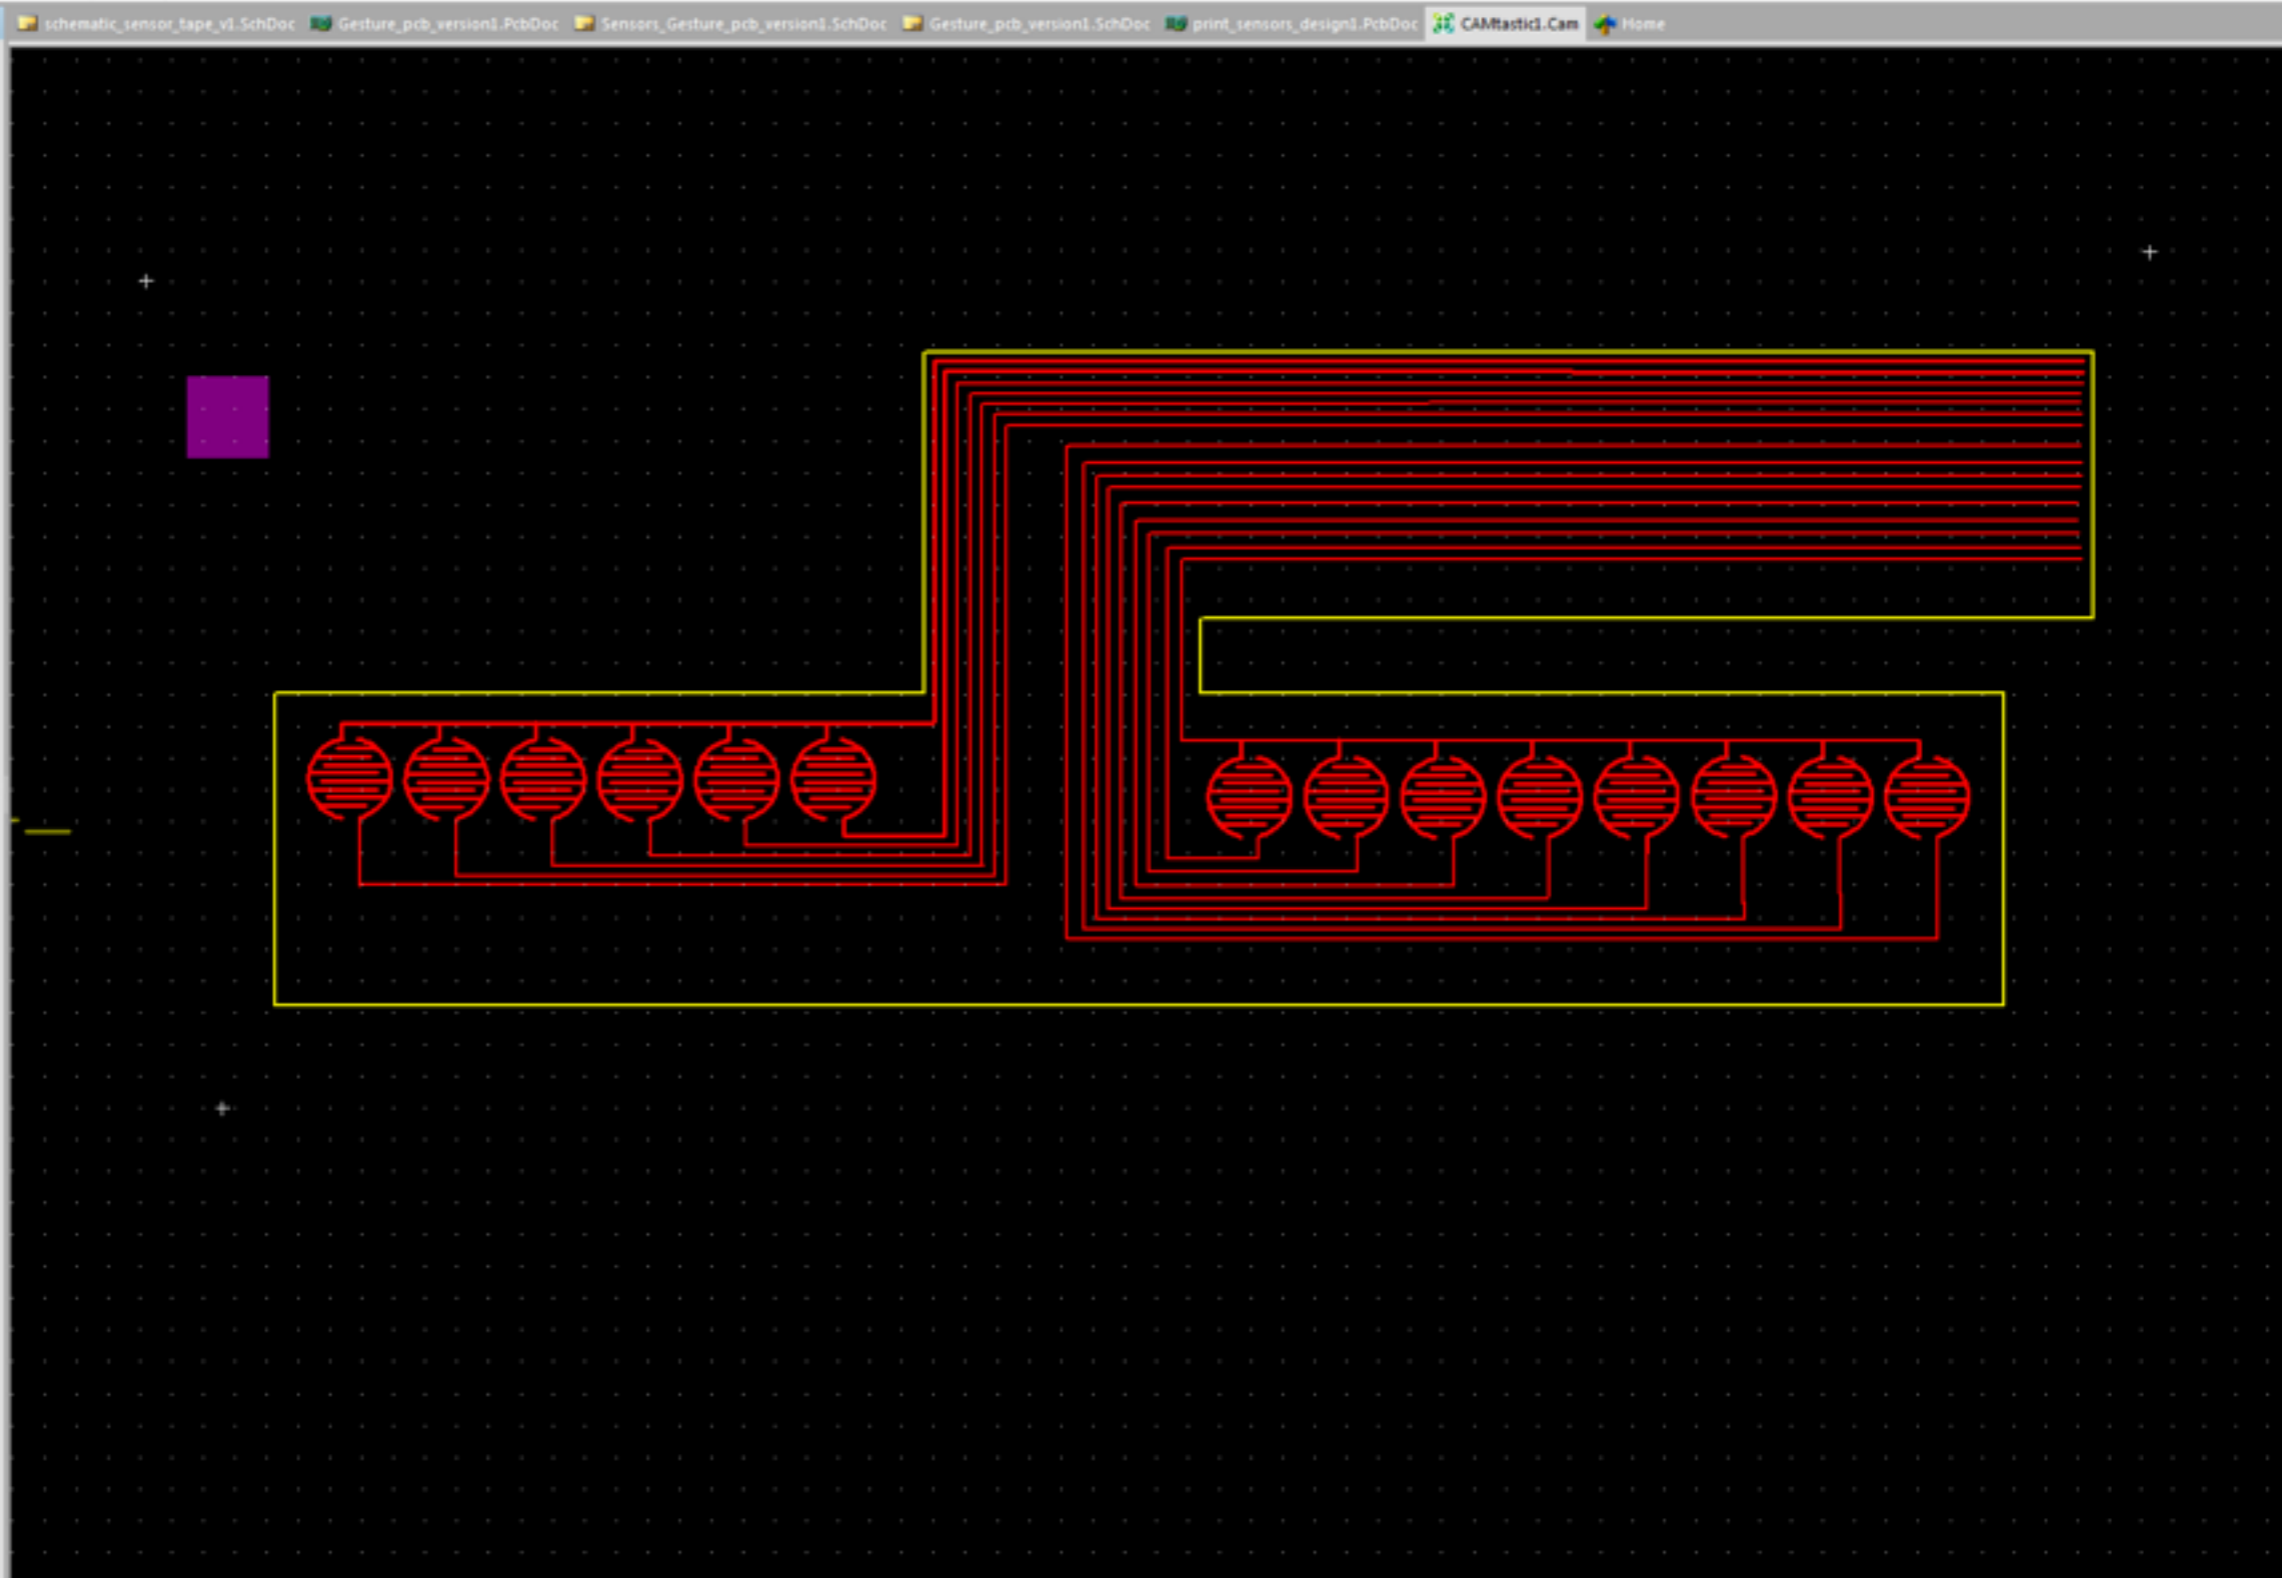 schematic_sensor_tape_v1.SchDoc Gesture_pcb_version1.PcbDoc Sensors_Gesture_pcb_version1.SchDoc Gesture_pcb_version1.SchDoc print_sensors_design1.PcbDoc CAMtastic1.Cam Home